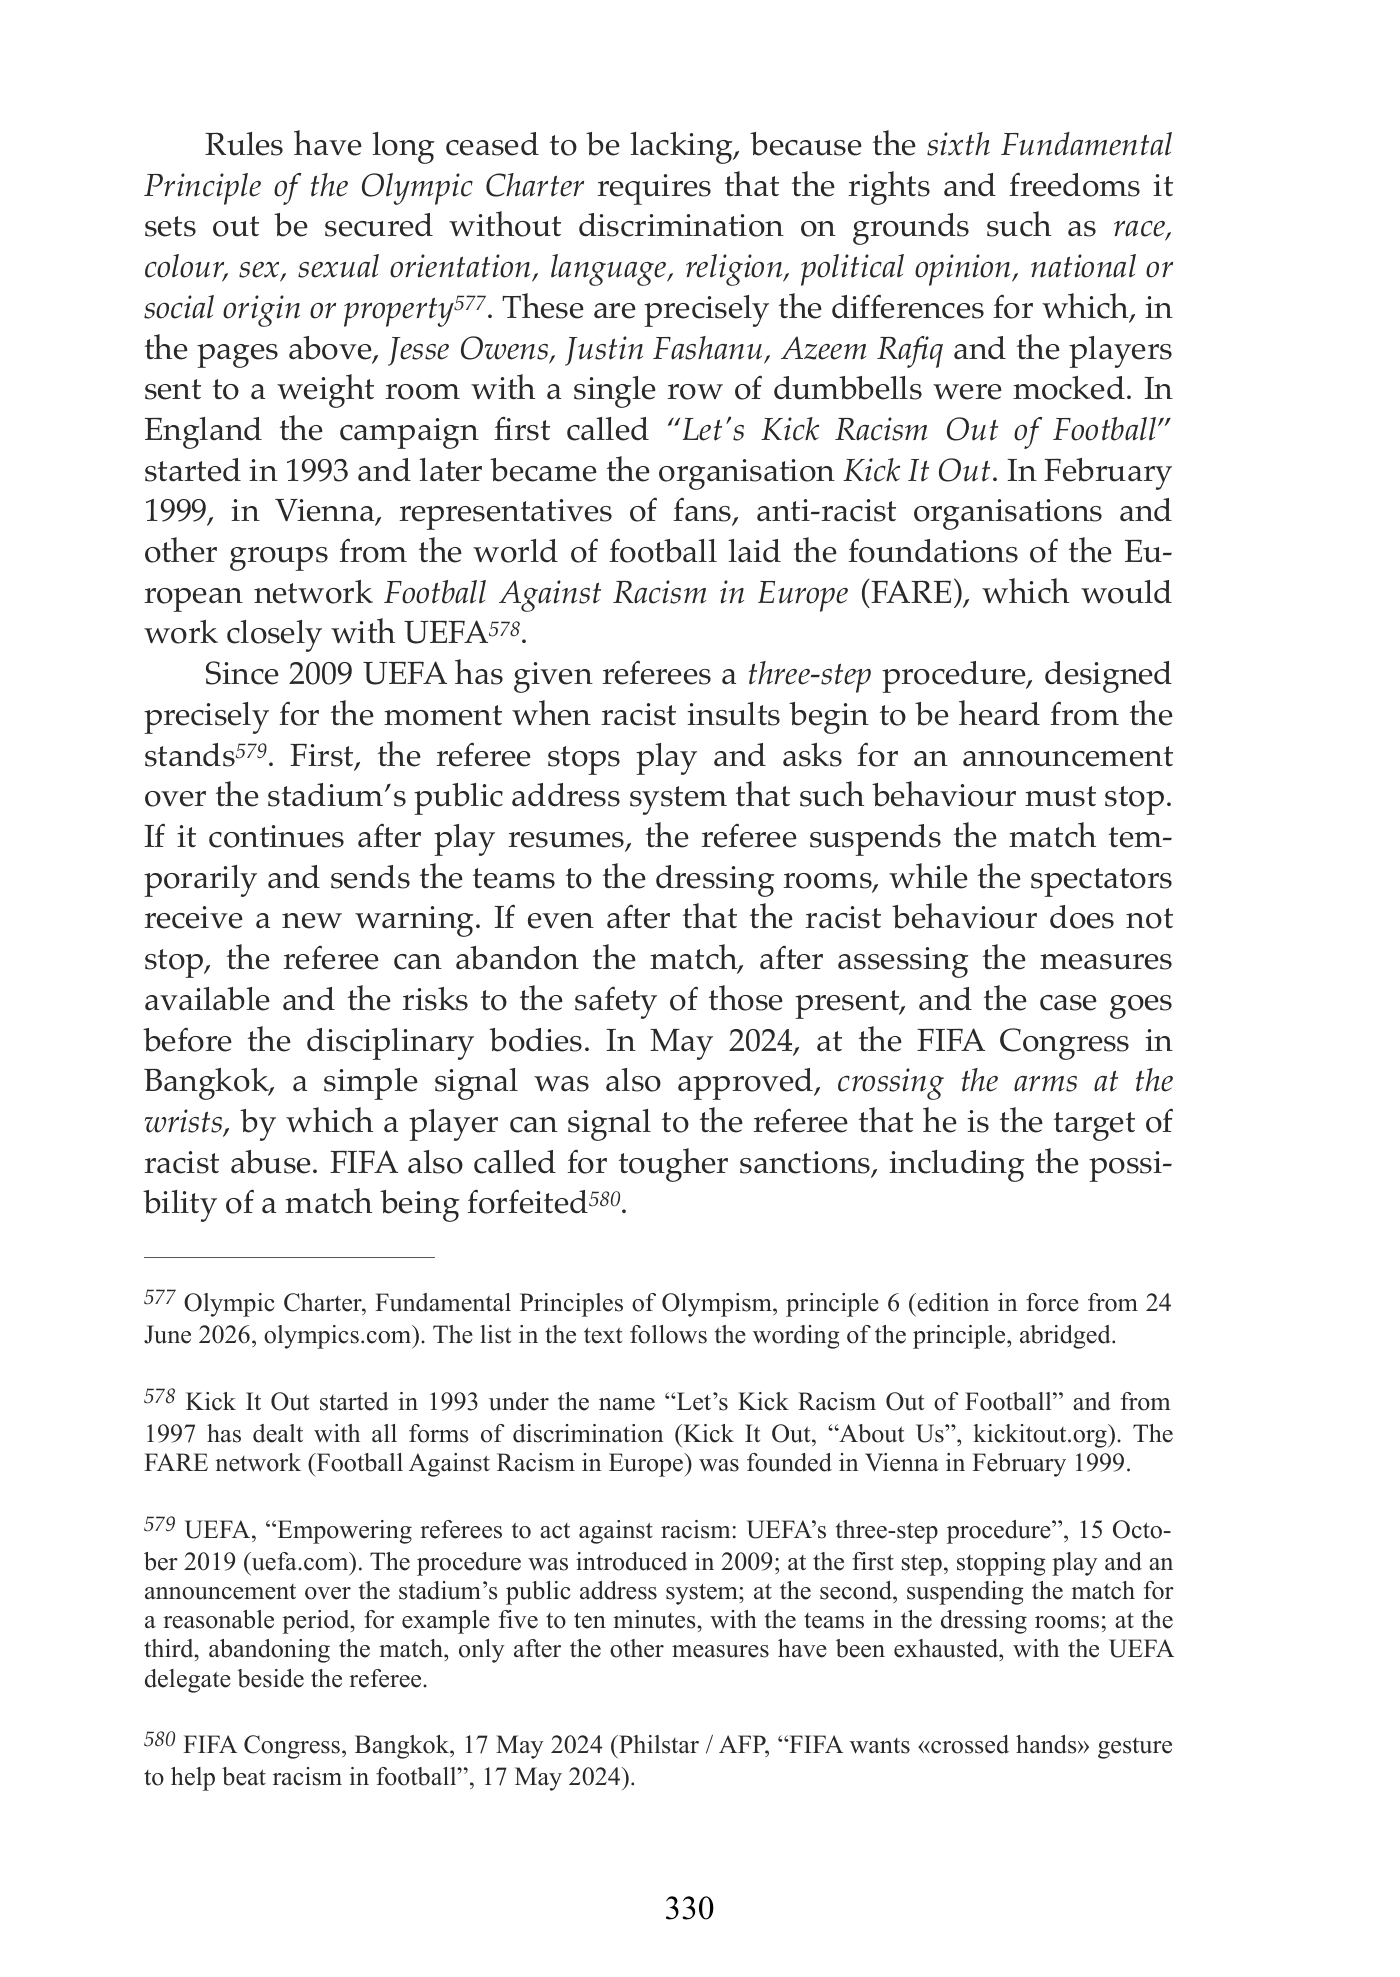 Rules have long ceased to be lacking, because the sixth Fundamental
Principle of the Olympic Charter requires that the rights and freedoms it
sets out be secured without discrimination on grounds such as race,
colour, sex, sexual orientation, language, religion, political opinion, national or
social origin or property577. These are precisely the differences for which, in
the pages above, Jesse Owens, Justin Fashanu, Azeem Rafiq and the players
sent to a weight room with a single row of dumbbells were mocked. In
England the campaign first called “Let’s Kick Racism Out of Football”
started in 1993 and later became the organisation Kick It Out. In February
1999, in Vienna, representatives of fans, anti-racist organisations and
other groups from the world of football laid the foundations of the Eu-
ropean network Football Against Racism in Europe (FARE), which would
work closely with UEFA578.
Since 2009 UEFA has given referees a three-step procedure, designed
precisely for the moment when racist insults begin to be heard from the
stands579. First, the referee stops play and asks for an announcement
over the stadium’s public address system that such behaviour must stop.
If it continues after play resumes, the referee suspends the match tem-
porarily and sends the teams to the dressing rooms, while the spectators
receive a new warning. If even after that the racist behaviour does not
stop, the referee can abandon the match, after assessing the measures
available and the risks to the safety of those present, and the case goes
before the disciplinary bodies. In May 2024, at the FIFA Congress in
Bangkok, a simple signal was also approved, crossing the arms at the
wrists, by which a player can signal to the referee that he is the target of
racist abuse. FIFA also called for tougher sanctions, including the possi-
bility of a match being forfeited580.
577 Olympic Charter, Fundamental Principles of Olympism, principle 6 (edition in force from 24
June 2026, olympics.com). The list in the text follows the wording of the principle, abridged.
578 Kick It Out started in 1993 under the name “Let’s Kick Racism Out of Football” and from
1997 has dealt with all forms of discrimination (Kick It Out, “About Us”, kickitout.org). The
FARE network (Football Against Racism in Europe) was founded in Vienna in February 1999.
579 UEFA, “Empowering referees to act against racism: UEFA’s three-step procedure”, 15 Octo-
ber 2019 (uefa.com). The procedure was introduced in 2009; at the first step, stopping play and an
announcement over the stadium’s public address system; at the second, suspending the match for
a reasonable period, for example five to ten minutes, with the teams in the dressing rooms; at the
third, abandoning the match, only after the other measures have been exhausted, with the UEFA
delegate beside the referee.
580 FIFA Congress, Bangkok, 17 May 2024 (Philstar / AFP, “FIFA wants «crossed hands» gesture
to help beat racism in football”, 17 May 2024).
330